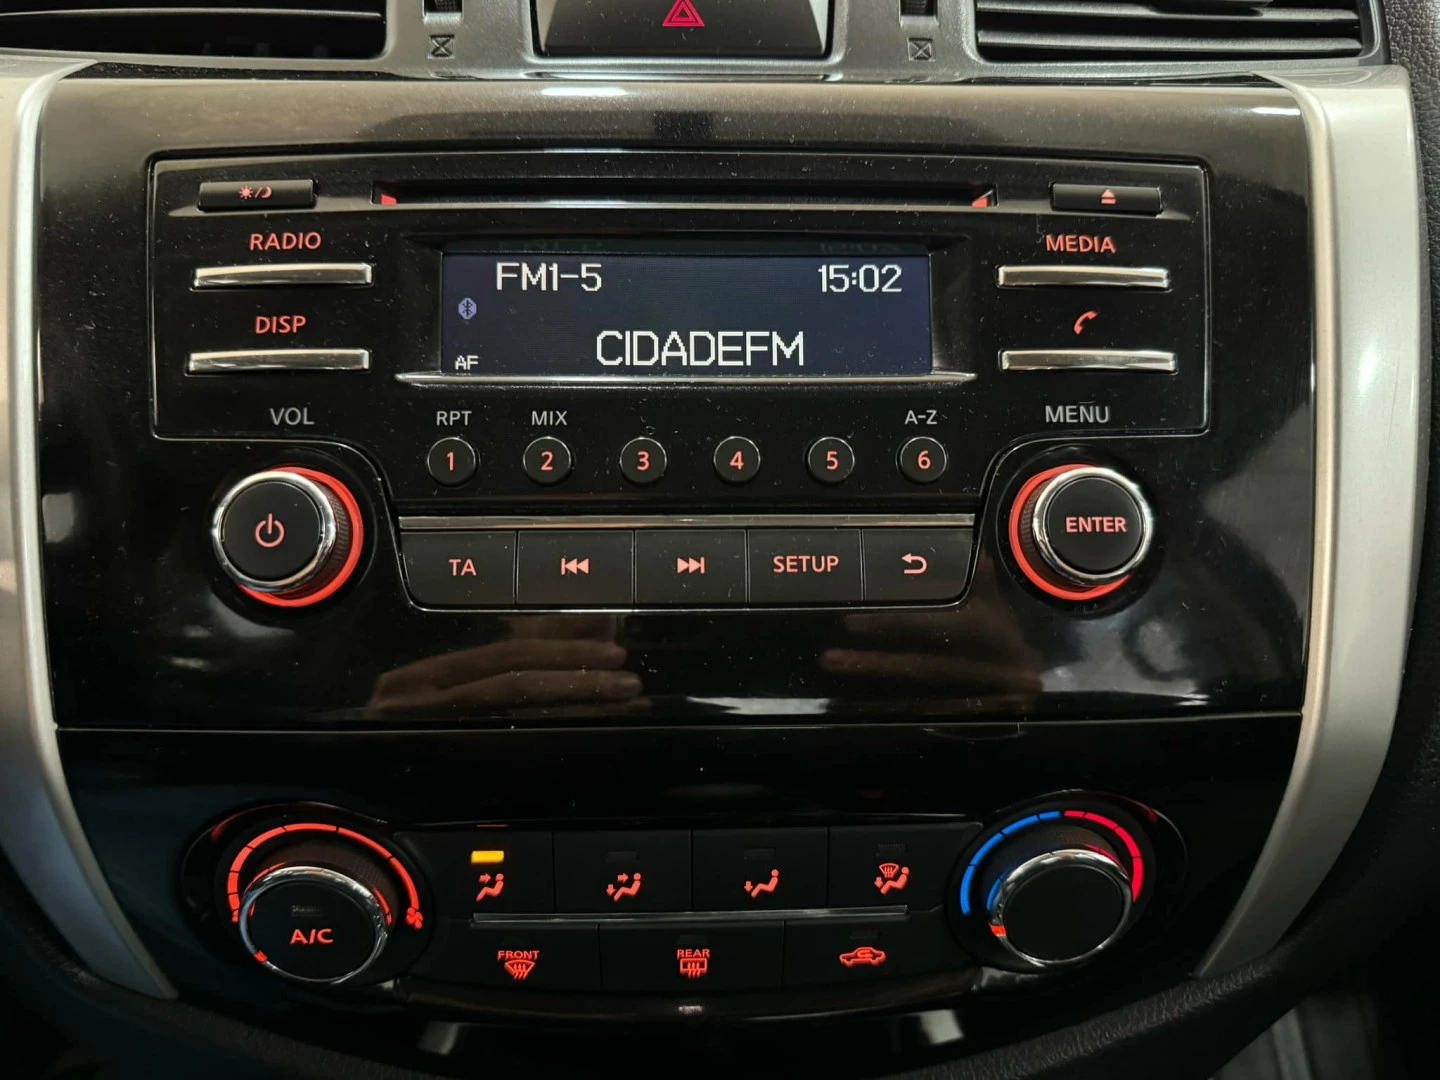 RADIO
MEDIA
FM1-5 15:02
DISP
CIDADEFM
AF
VOL
RPT MIX A-Z
MENU
1 2 3 4 5 6
ENTER
TA SETUP
A/C
FRONT
REAR